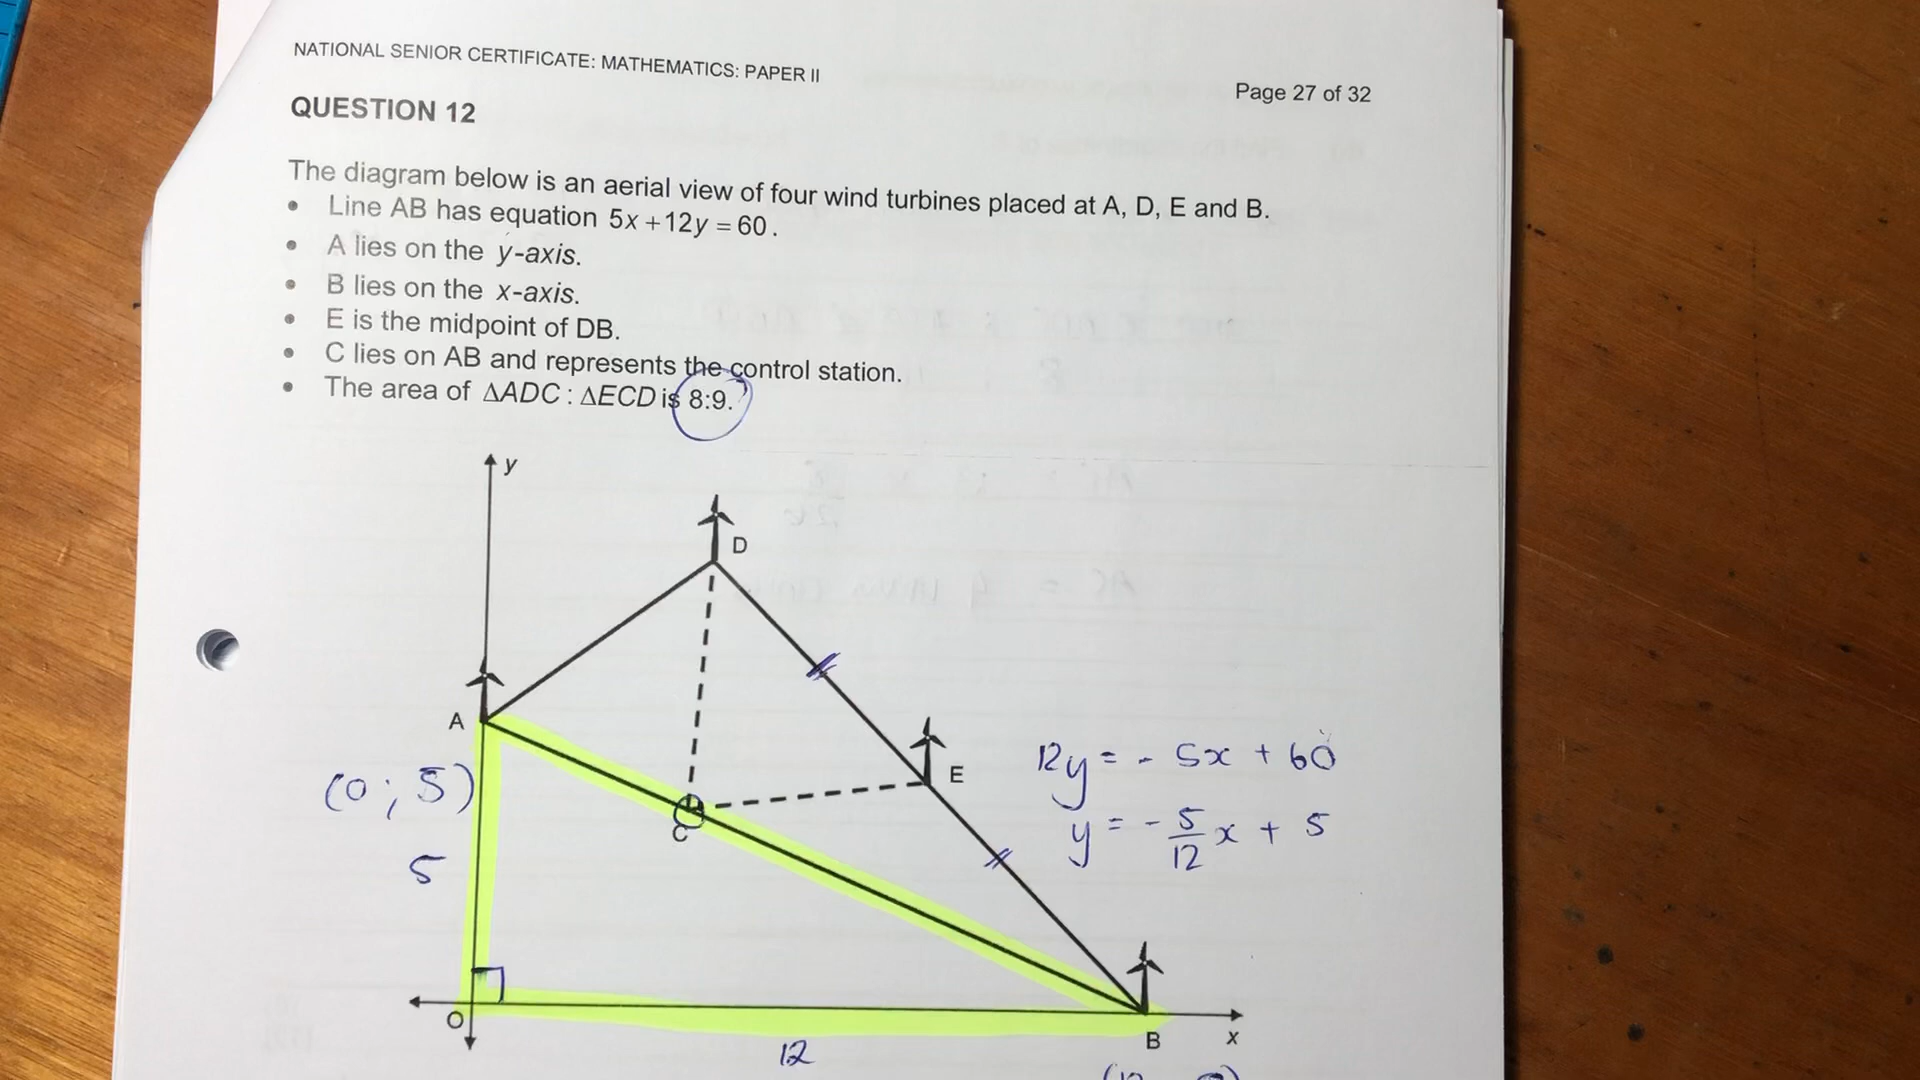 NATIONAL SENIOR CERTIFICATE: MATHEMATICS: PAPER II
Page 27 of 32
QUESTION 12
The diagram below is an aerial view of four wind turbines placed at A, D, E and B.
• Line AB has equation 5x + 12y = 60.
• A lies on the y-axis.
• B lies on the x-axis.
• E is the midpoint of DB.
• C lies on AB and represents the control station.
• The area of ΔADC : ΔECD is 8:9.
y
D
A
E
12y = - 5x + 60
(0 ; 5)
y = - 5/12 x + 5
C
5
O
B
x
12